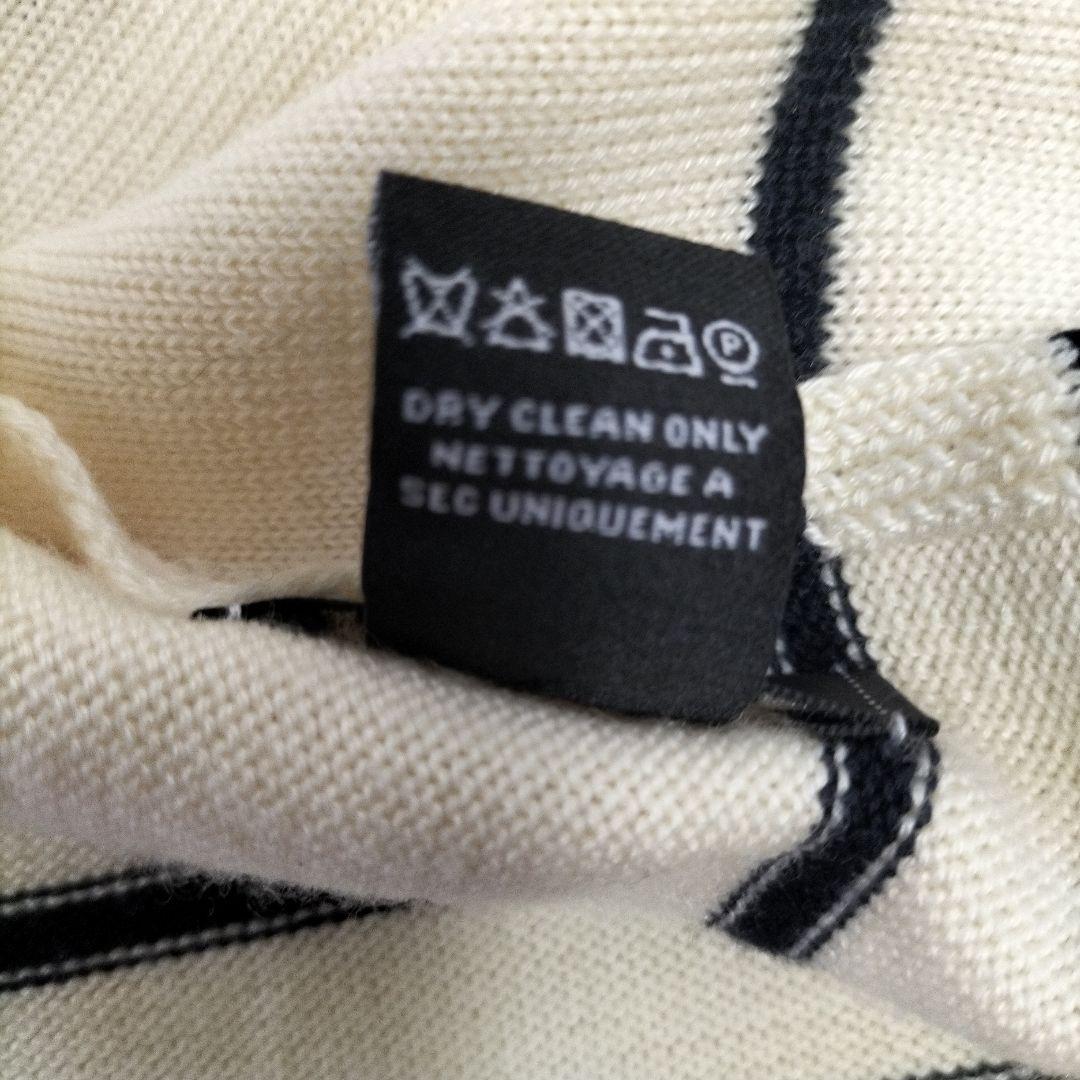 P
DRY CLEAN ONLY
NETTOYAGE A
SEC UNIQUEMENT